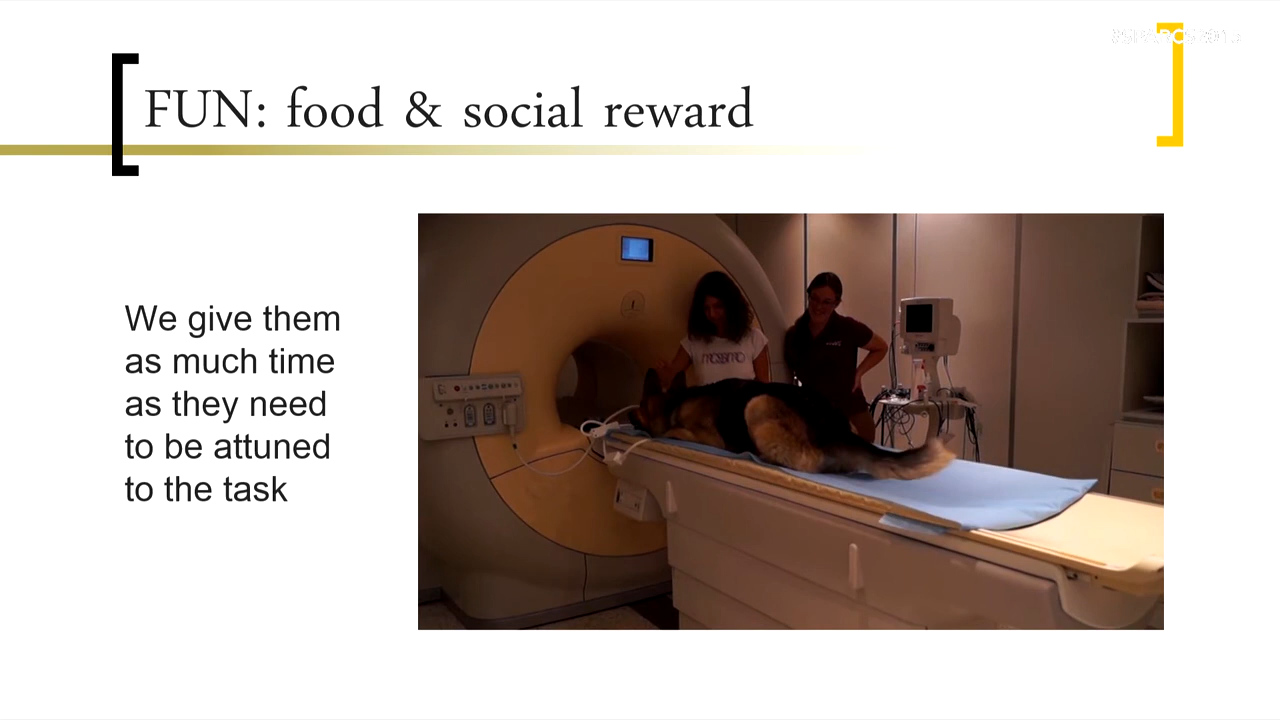 #SPARCS2015
FUN: food & social reward
We give them
as much time
as they need
to be attuned
to the task